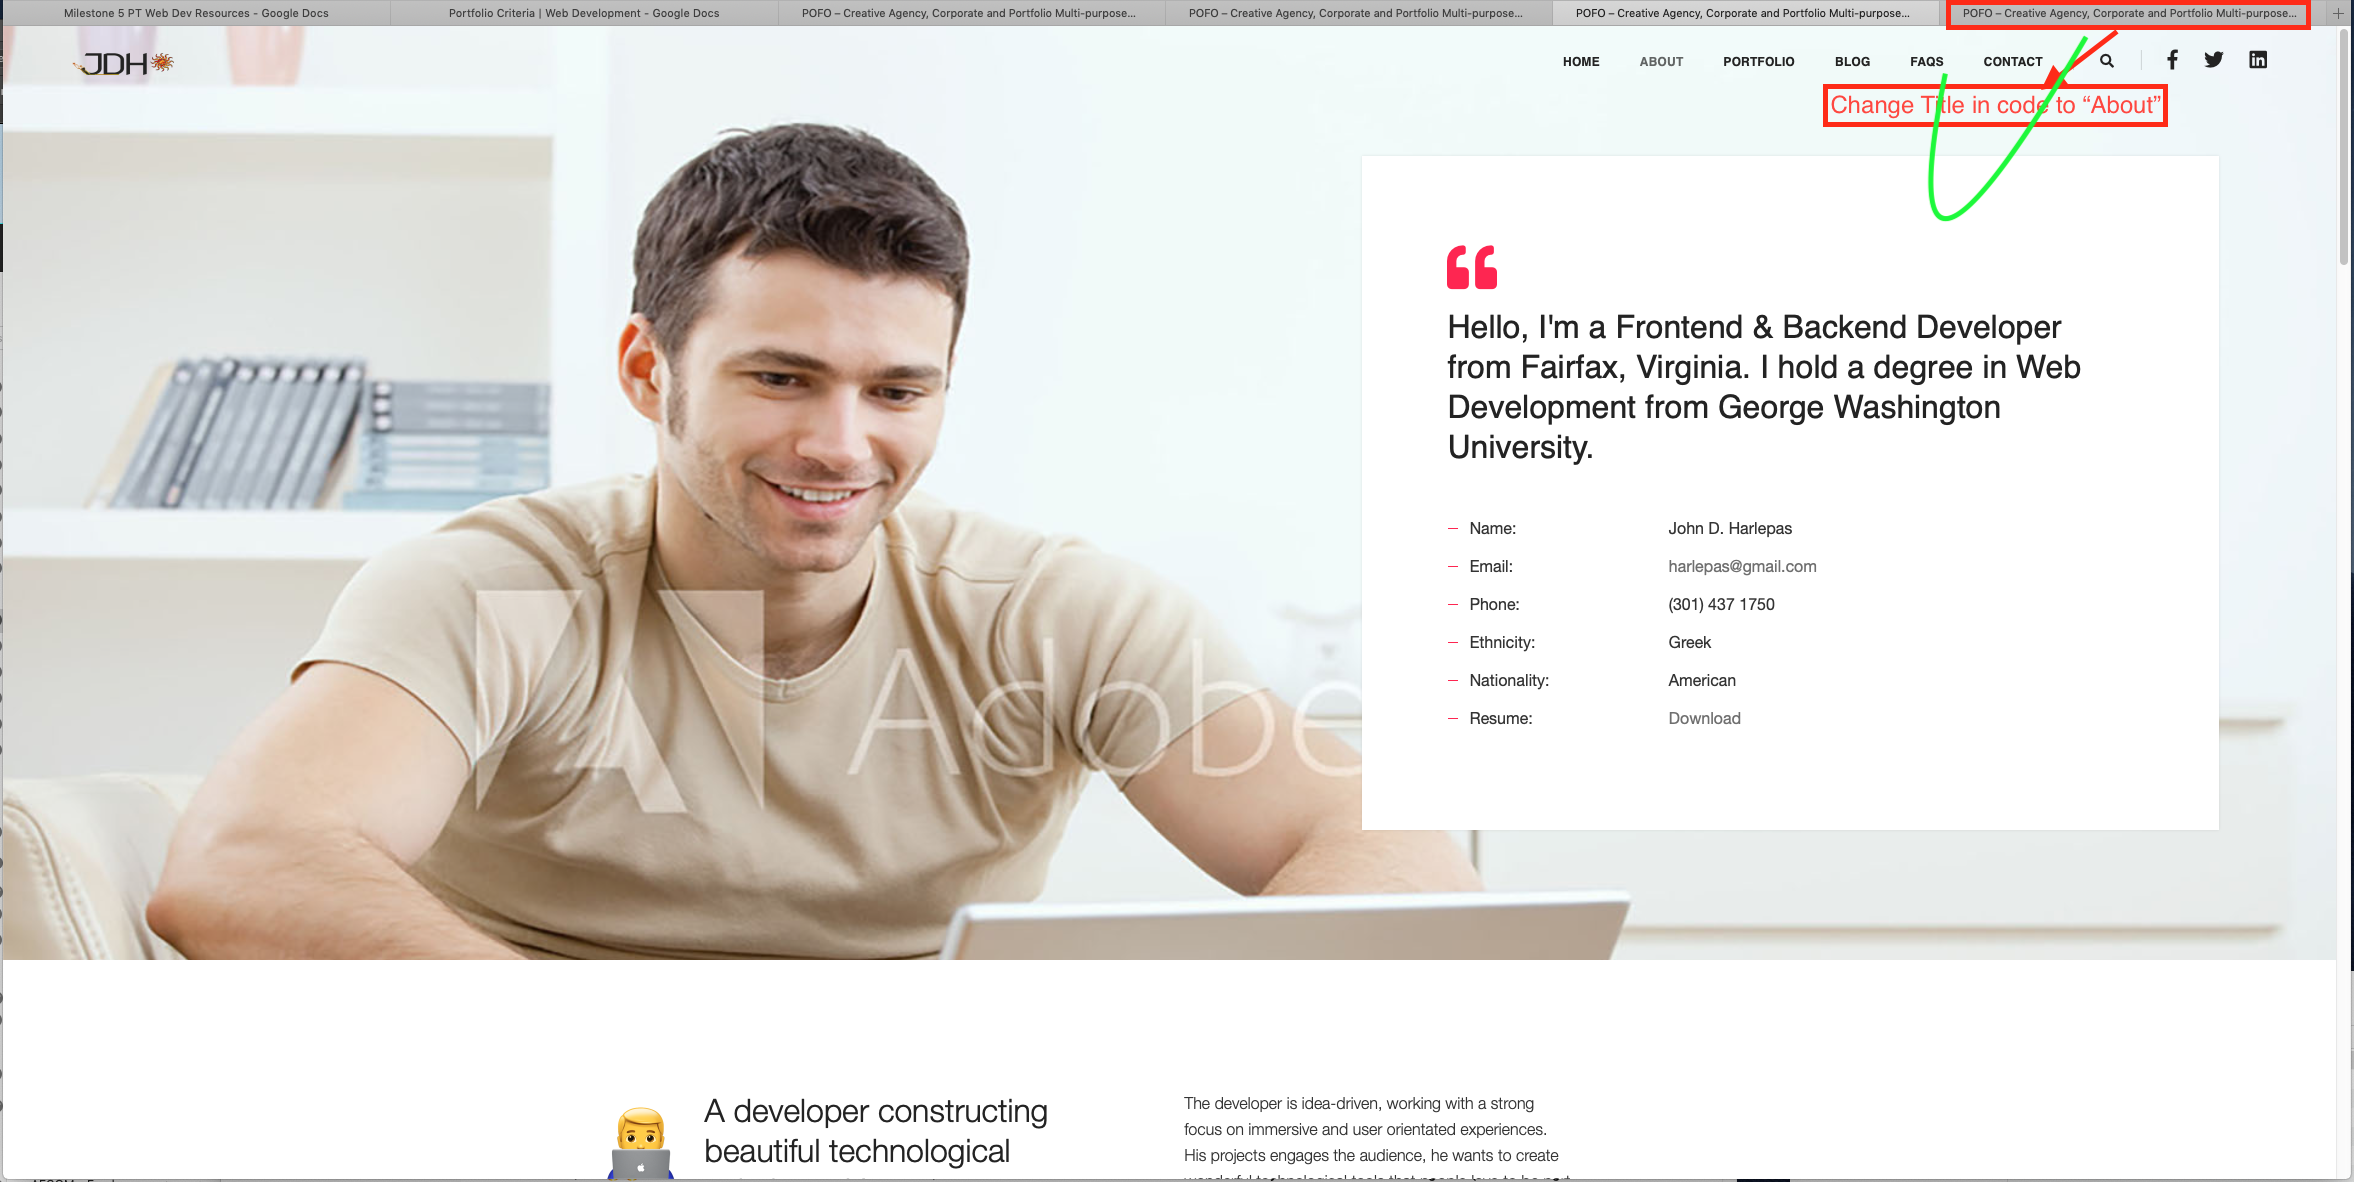 Milestone 5 PT Web Dev Resources - Google Docs
Portfolio Criteria | Web Development - Google Docs
POFO – Creative Agency, Corporate and Portfolio Multi-purpose...
POFO – Creative Agency, Corporate and Portfolio Multi-purpose...
POFO – Creative Agency, Corporate and Portfolio Multi-purpose...
POFO – Creative Agency, Corporate and Portfolio Multi-purpose...
JDH
HOME ABOUT PORTFOLIO BLOG FAQS CONTACT
Change Title in code to “About”
Hello, I'm a Frontend & Backend Developer
from Fairfax, Virginia. I hold a degree in Web
Development from George Washington
University.
Name: John D. Harlepas
Email: harlepas@gmail.com
Phone: (301) 437 1750
Ethnicity: Greek
Nationality: American
Resume: Download
Adobe
A developer constructing
beautiful technological
The developer is idea-driven, working with a strong
focus on immersive and user orientated experiences.
His projects engages the audience, he wants to create